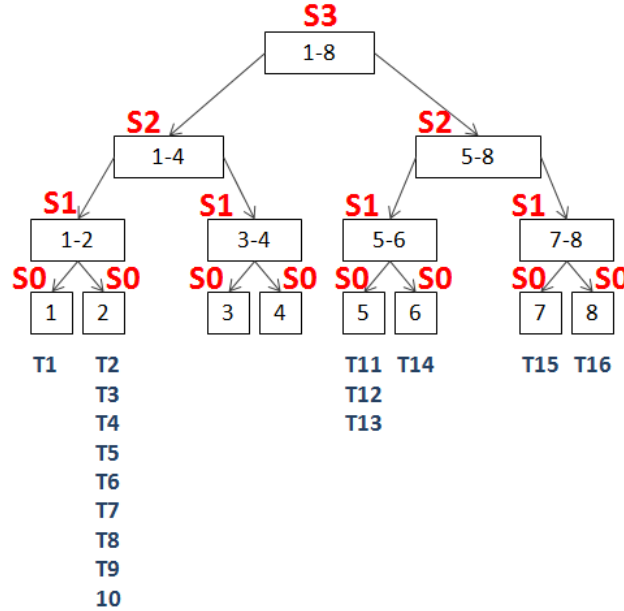 S3
1-8
S2 S2
1-4 5-8
S1 S1 S1 S1
1-2 3-4 5-6 7-8
S0 S0 S0 S0 S0 S0 S0 S0
1 2 3 4 5 6 7 8
T1 T2 T11 T14 T15 T16
T3 T12
T4 T13
T5
T6
T7
T8
T9
10